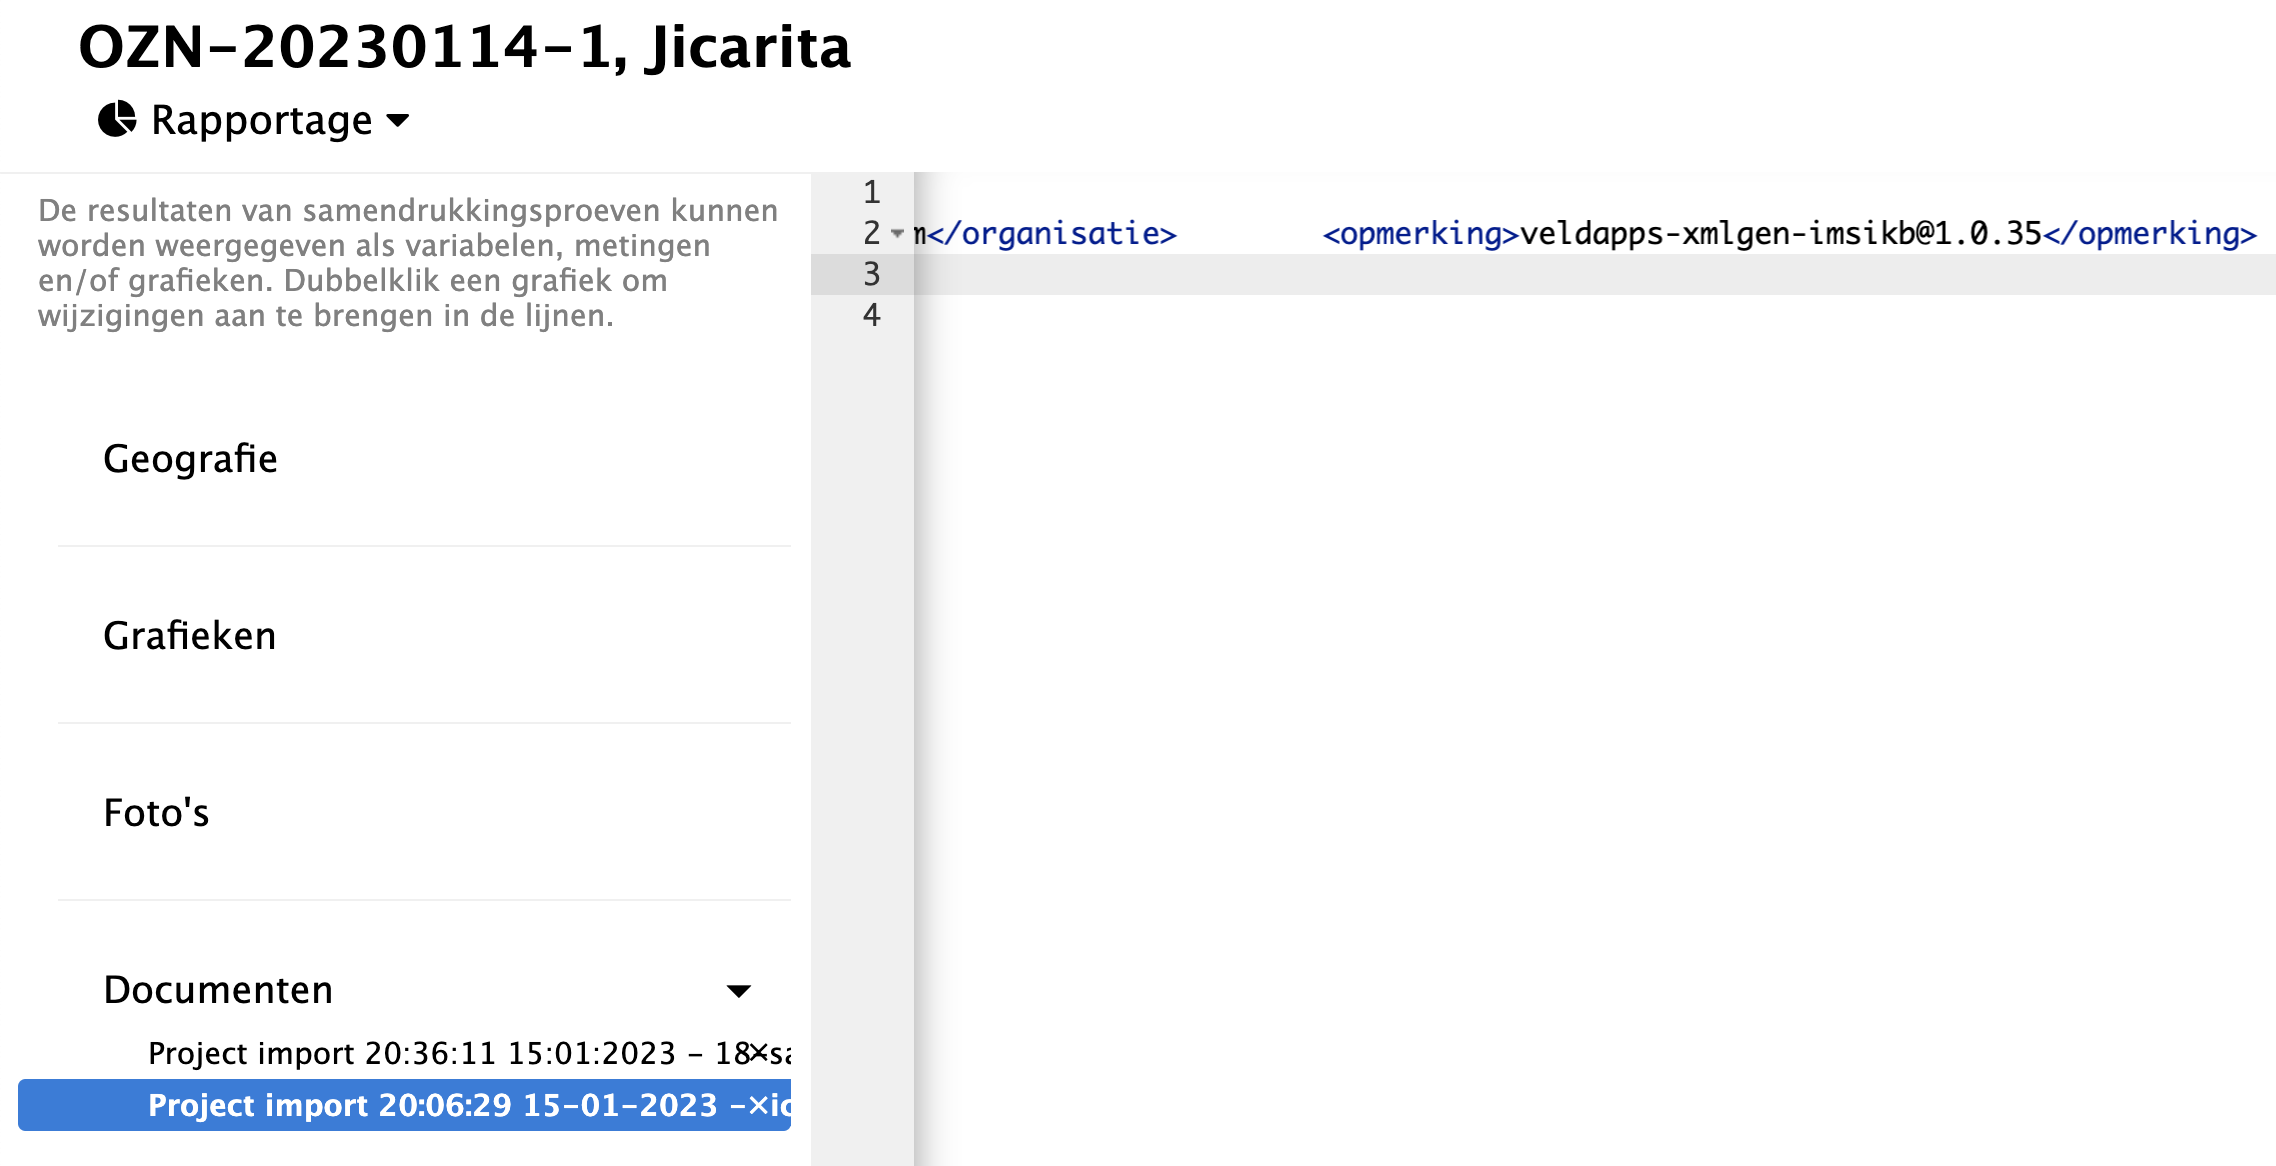 OZN-20230114-1, Jicarita
Rapportage
De resultaten van samendrukkingsproeven kunnen
worden weergegeven als variabelen, metingen
en/of grafieken. Dubbelklik een grafiek om
wijzigingen aan te brengen in de lijnen.
Geografie
Grafieken
Foto's
Documenten
Project import 20:36:11 15:01:2023 - 18
Project import 20:06:29 15-01-2023 -
1
2 </organisatie> <opmerking>veldapps-xmlgen-imsikb@1.0.35</opmerking>
3
4